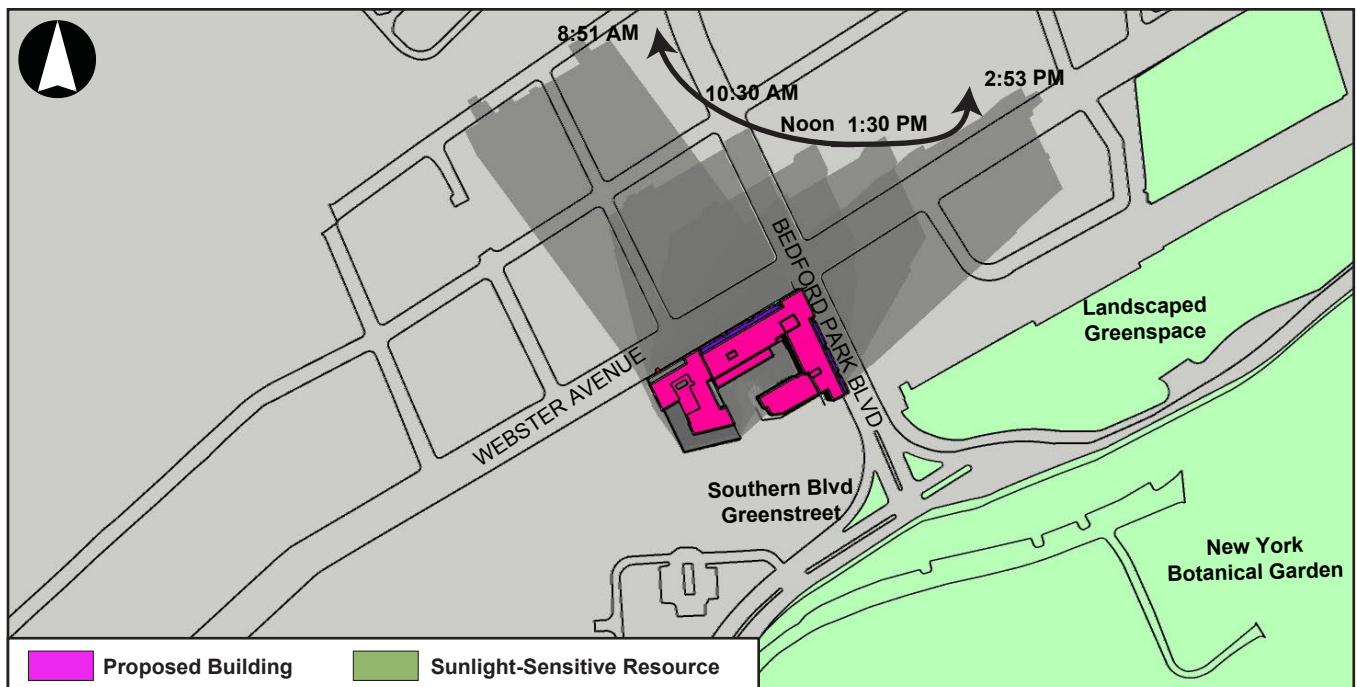 8:51 AM
10:30 AM
Noon 1:30 PM
2:53 PM
BEDFORD PARK BLVD
WEBSTER AVENUE
Landscaped
Greenspace
Southern Blvd
Greenstreet
New York
Botanical Garden
Proposed Building
Sunlight-Sensitive Resource